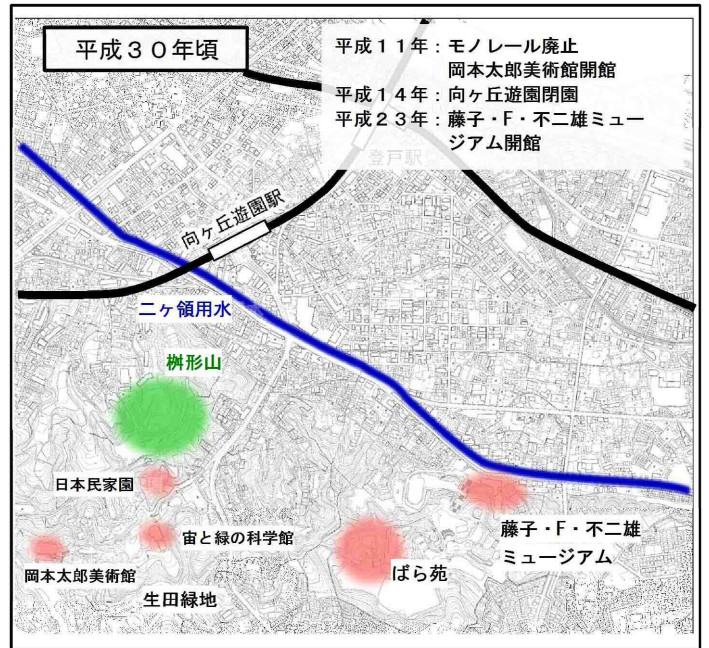 平成３０年頃
平成１１年：モノレール廃止
岡本太郎美術館開館
平成１４年：向ヶ丘遊園閉園
平成２３年：藤子・F・不二雄ミュー
ジアム開館
登戸駅
向ヶ丘遊園駅
二ヶ領用水
桝形山
日本民家園
宙と緑の科学館
岡本太郎美術館
生田緑地
ばら苑
藤子・F・不二雄
ミュージアム